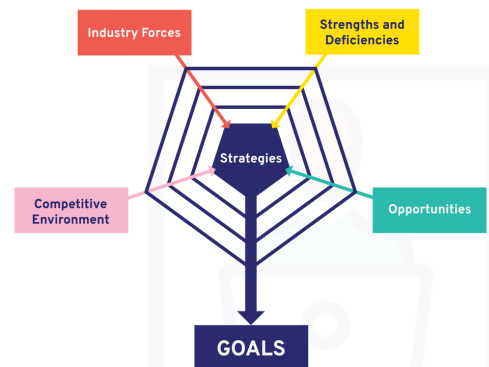 Industry Forces
Strengths and
Deficiencies
Strategies
Competitive
Environment
Opportunities
GOALS